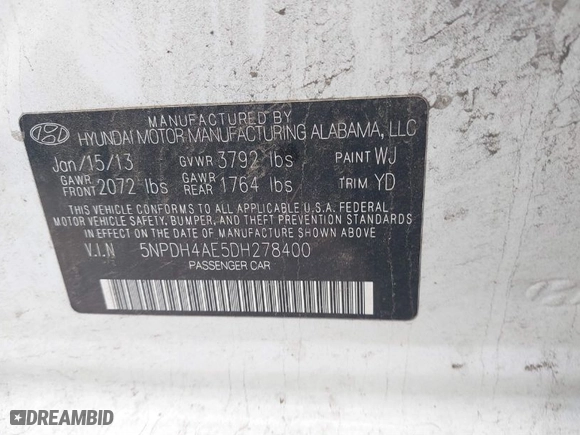 MANUFACTURED BY
HYUNDAI MOTOR MANUFACTURING ALABAMA, LLC
Jan/15/13 GVWR 3792 lbs PAINT WJ
GAWR FRONT 2072 lbs GAWR REAR 1764 lbs TRIM YD
THIS VEHICLE CONFORMS TO ALL APPLICABLE U.S.A. FEDERAL
MOTOR VEHICLE SAFETY, BUMPER, AND THEFT PREVENTION STANDARDS
IN EFFECT ON THE DATE OF MANUFACTURE SHOWN ABOVE
V.I.N 5NPDH4AE5DH278400
PASSENGER CAR
DREAMBID